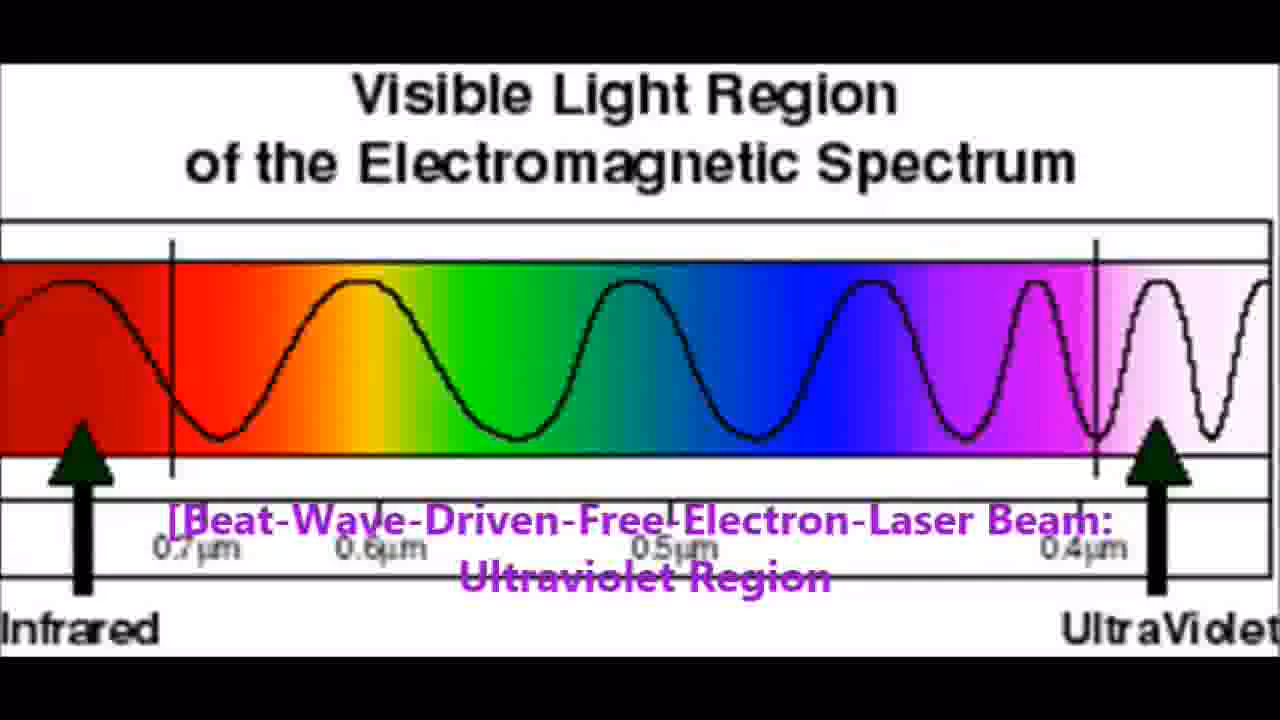 Visible Light Region
of the Electromagnetic Spectrum
[Beat-Wave-Driven-Free-Electron-Laser Beam:
0.7μm 0.6μm 0.5μm 0.4μm
Ultraviolet Region
Infrared UltraViolet